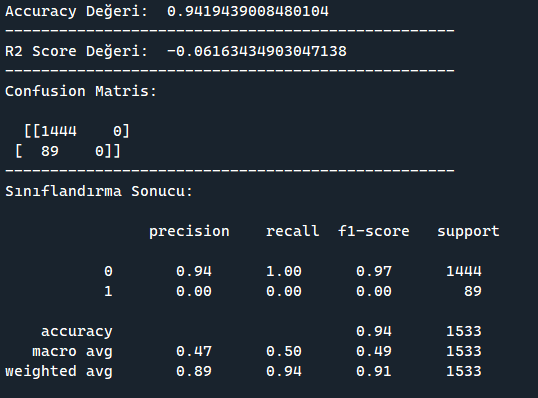 Accuracy Değeri:  0.9419439008480104
--------------------------------------------------
R2 Score Değeri:  -0.06163434903047138
--------------------------------------------------
Confusion Matris:
  [[1444    0]
 [  89    0]]
--------------------------------------------------
Sınıflandırma Sonucu:
                precision    recall  f1-score   support
           0       0.94      1.00      0.97      1444
           1       0.00      0.00      0.00        89
    accuracy                           0.94      1533
   macro avg       0.47      0.50      0.49      1533
weighted avg       0.89      0.94      0.91      1533